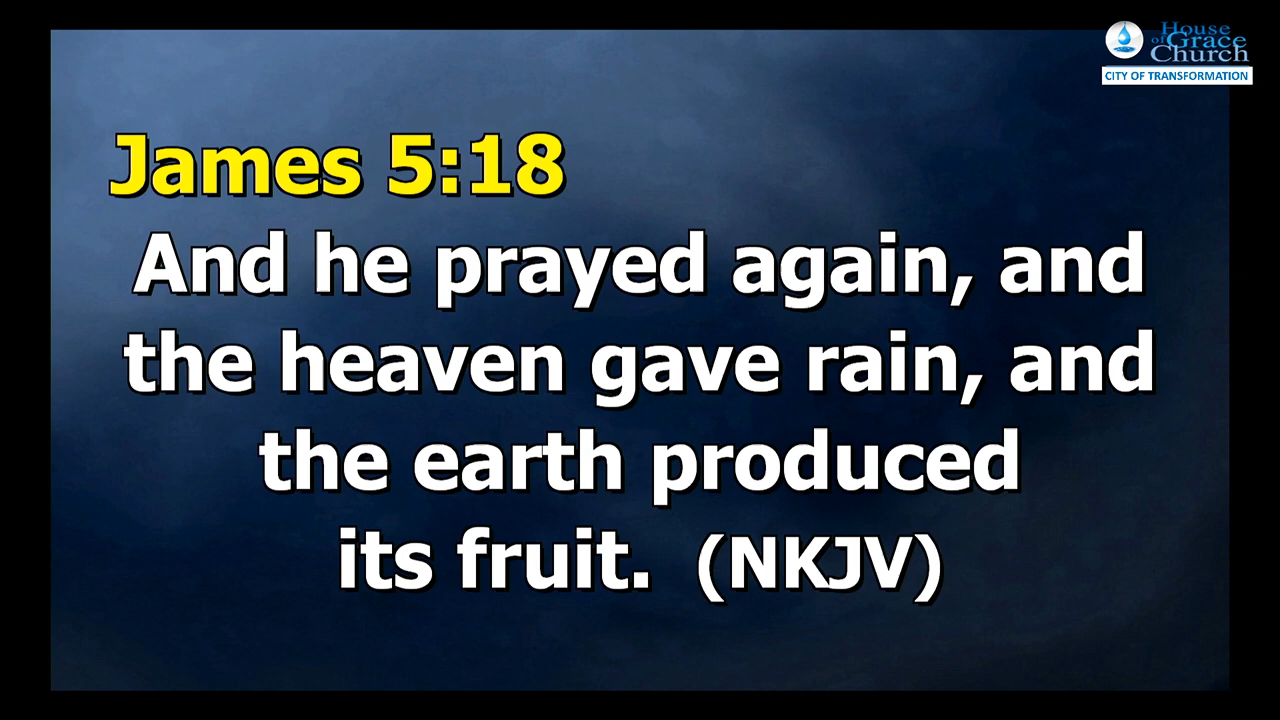 House
of Grace
Church
CITY OF TRANSFORMATION
James 5:18
And he prayed again, and
the heaven gave rain, and
the earth produced
its fruit. (NKJV)